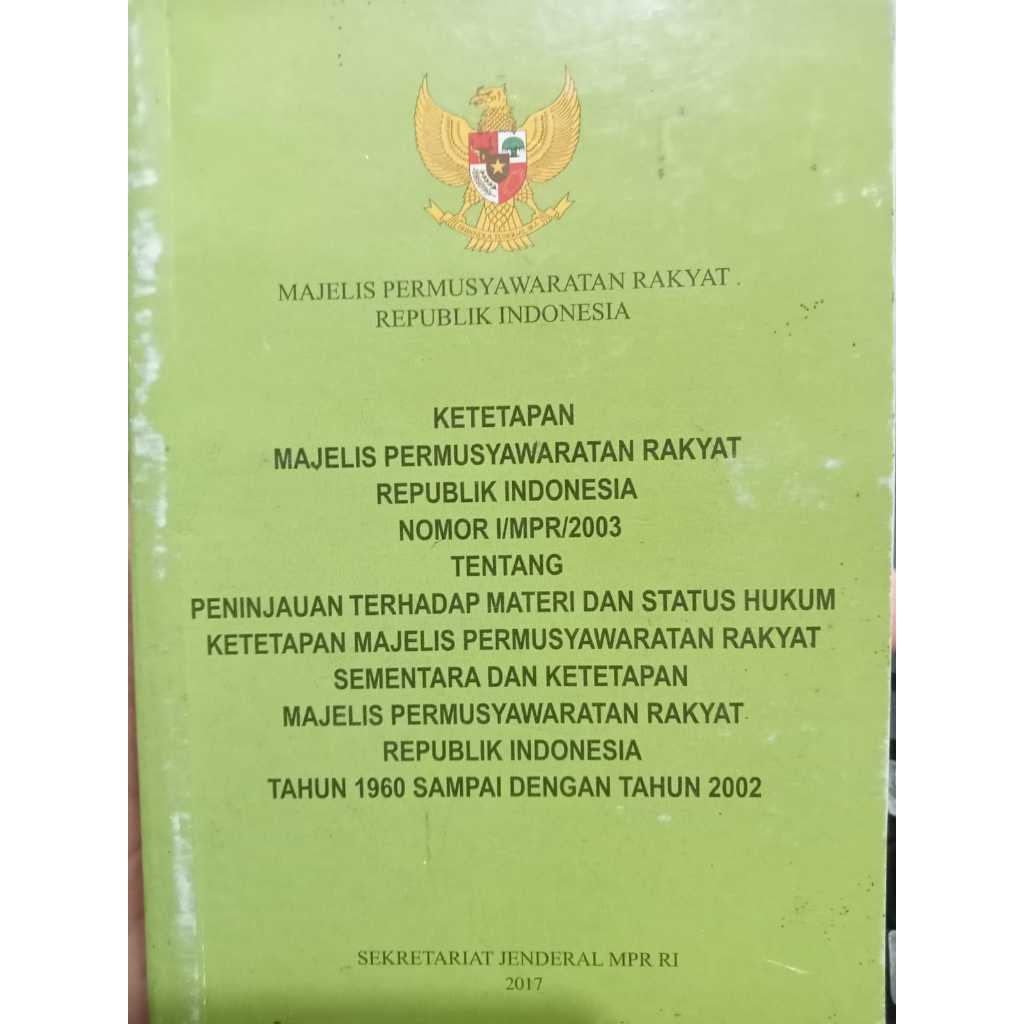 MAJELIS PERMUSYAWARATAN RAKYAT
REPUBLIK INDONESIA
KETETAPAN
MAJELIS PERMUSYAWARATAN RAKYAT
REPUBLIK INDONESIA
NOMOR I/MPR/2003
TENTANG
PENINJAUAN TERHADAP MATERI DAN STATUS HUKUM
KETETAPAN MAJELIS PERMUSYAWARATAN RAKYAT
SEMENTARA DAN KETETAPAN
MAJELIS PERMUSYAWARATAN RAKYAT
REPUBLIK INDONESIA
TAHUN 1960 SAMPAI DENGAN TAHUN 2002
SEKRETARIAT JENDERAL MPR RI
2017